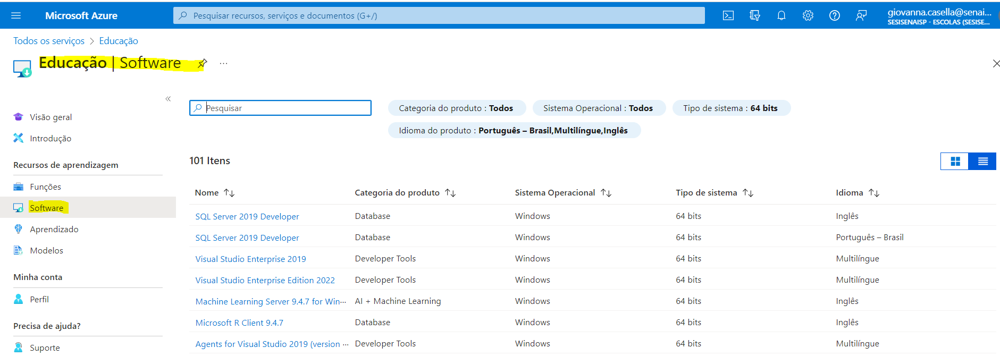 Microsoft Azure
Pesquisar recursos, serviços e documentos (G+/)
giovanna.casella@senai...
SESISENAISP - ESCOLAS (SESISE...
Todos os serviços > Educação
Educação | Software
...
«
Visão geral
Introdução
Recursos de aprendizagem
Funções
Software
Aprendizado
Modelos
Minha conta
Perfil
Precisa de ajuda?
Suporte
Pesquisar
Categoria do produto : Todos
Sistema Operacional : Todos
Tipo de sistema : 64 bits
Idioma do produto : Português – Brasil,Multilíngue,Inglês
101 Itens
Nome ↑↓ Categoria do produto ↑↓ Sistema Operacional ↑↓ Tipo de sistema ↑↓ Idioma ↑↓
SQL Server 2019 Developer Database Windows 64 bits Inglês
SQL Server 2019 Developer Database Windows 64 bits Português – Brasil
Visual Studio Enterprise 2019 Developer Tools Windows 64 bits Multilíngue
Visual Studio Enterprise Edition 2022 Developer Tools Windows 64 bits Multilíngue
Machine Learning Server 9.4.7 for Win... AI + Machine Learning Windows 64 bits Inglês
Microsoft R Client 9.4.7 Database Windows 64 bits Inglês
Agents for Visual Studio 2019 (version ... Developer Tools Windows 64 bits Multilíngue